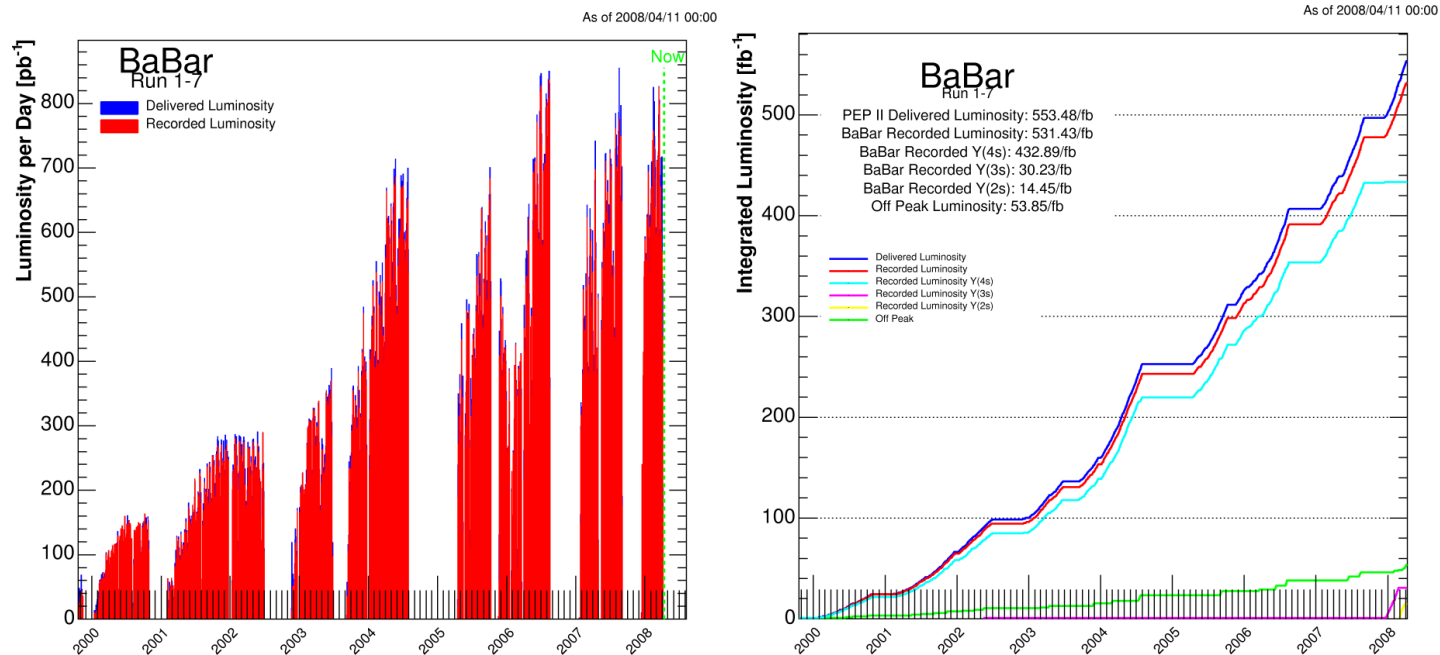 As of 2008/04/11 00:00
BaBar
Run 1-7
Delivered Luminosity
Recorded Luminosity
Now
Luminosity per Day [pb-1]
800
700
600
500
400
300
200
100
0
2000 2001 2002 2003 2004 2005 2006 2007 2008
As of 2008/04/11 00:00
BaBar
Run 1-7
PEP II Delivered Luminosity: 553.48/fb
BaBar Recorded Luminosity: 531.43/fb
BaBar Recorded Y(4s): 432.89/fb
BaBar Recorded Y(3s): 30.23/fb
BaBar Recorded Y(2s): 14.45/fb
Off Peak Luminosity: 53.85/fb
Delivered Luminosity
Recorded Luminosity
Recorded Luminosity Y(4s)
Recorded Luminosity Y(3s)
Recorded Luminosity Y(2s)
Off Peak
Integrated Luminosity [fb-1]
500
400
300
200
100
0
2000 2001 2002 2003 2004 2005 2006 2007 2008